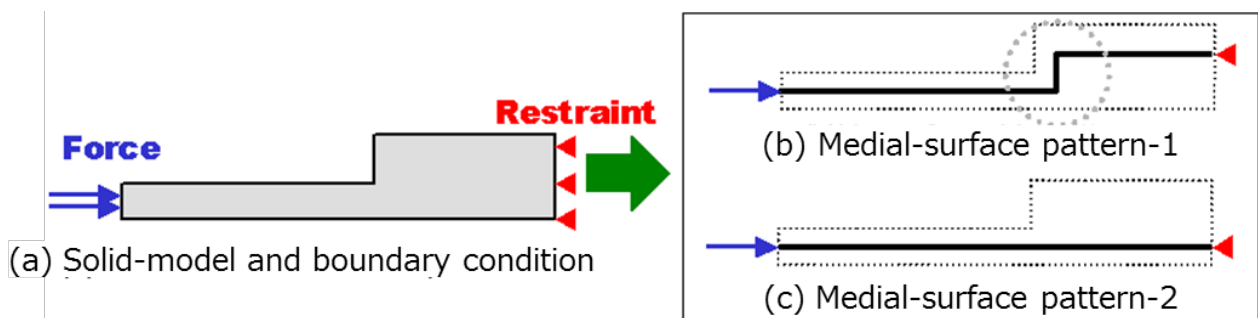 Force
Restraint
(a) Solid-model and boundary condition
(b) Medial-surface pattern-1
(c) Medial-surface pattern-2